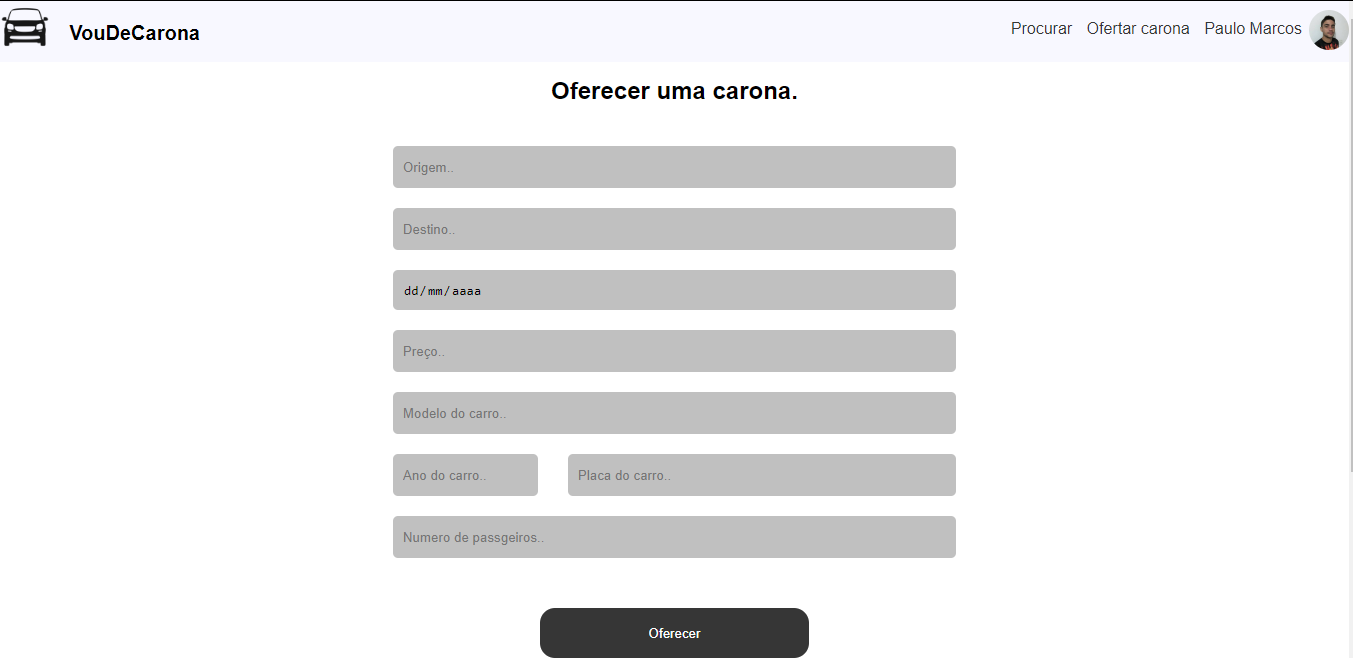 VouDeCarona
Procurar Ofertar carona Paulo Marcos
Oferecer uma carona.
Origem..
Destino..
dd/mm/aaaa
Preço..
Modelo do carro..
Ano do carro.. Placa do carro..
Numero de passgeiros..
Oferecer